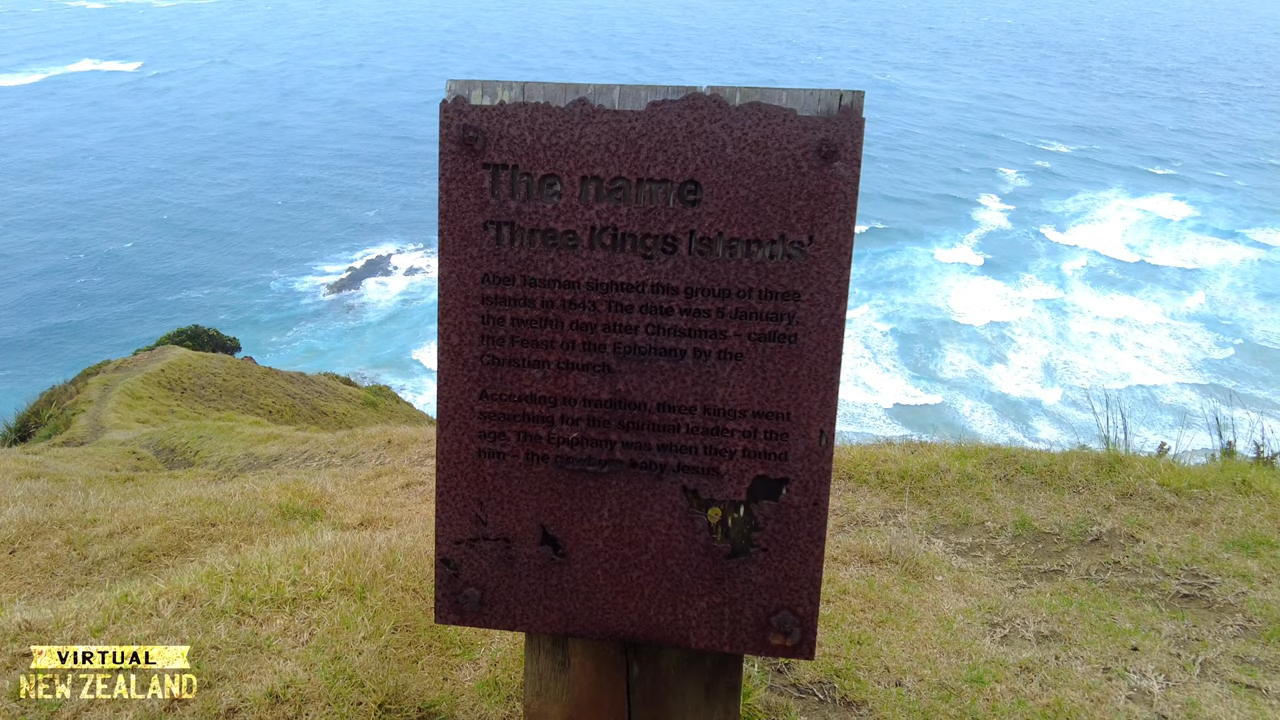 The name
'Three Kings Islands'
Abel Tasman sighted this group of three
islands in 1643. The date was 5 January,
the twelfth day after Christmas – called
the Feast of the Epiphany by the
Christian church.
According to tradition, three kings went
searching for the spiritual leader of the
age. The Epiphany was when they found
him – the newborn baby Jesus.
VIRTUAL
NEW ZEALAND